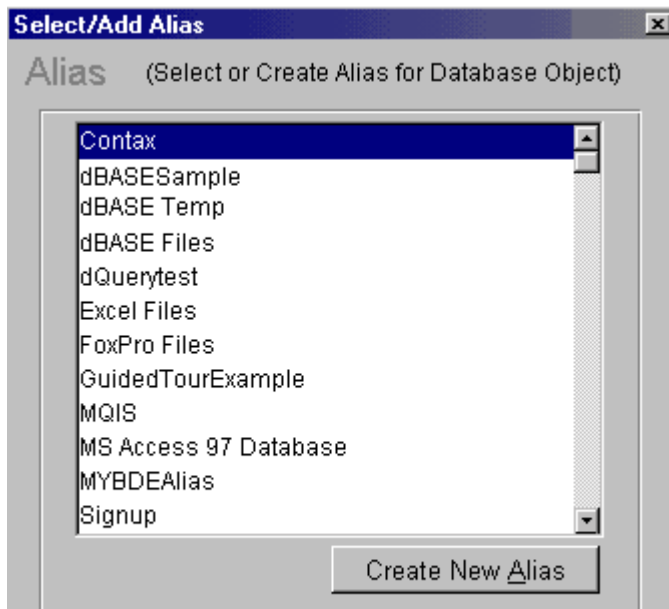 Select/Add Alias
Alias (Select or Create Alias for Database Object)
Contax
dBASESample
dBASE Temp
dBASE Files
dQuerytest
Excel Files
FoxPro Files
GuidedTourExample
MQIS
MS Access 97 Database
MYBDEAlias
Signup
Create New Alias